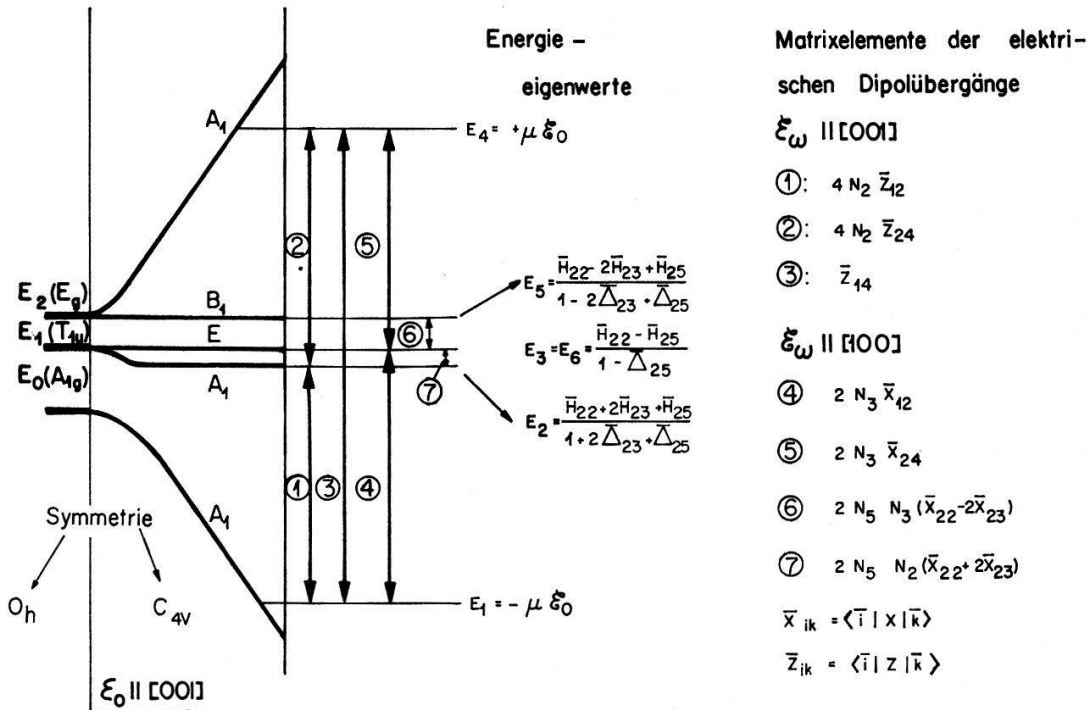 Energie –
eigenwerte
Matrixelemente der elektri–
schen Dipolübergänge
A₁
E₄ = +μ ℰ₀
ℰ_ω || [001]
①: 4 N₂ Z̄₁₂
②: 4 N₂ Z̄₂₄
③: Z̄₁₄
② ⑤
E₂(E_g)
B₁
E₅ = (H̄₂₂ - 2H̄₂₃ + H̄₂₅) / (1 - 2Δ̄₂₃ + Δ̄₂₅)
E₁(T₁ᵤ)
E
⑥
E₃ = E₆ = (H̄₂₂ - H̄₂₅) / (1 - Δ̄₂₅)
ℰ_ω || [100]
E₀(A₁g)
A₁
⑦
E₂ = (H̄₂₂ + 2H̄₂₃ + H̄₂₅) / (1 + 2Δ̄₂₃ + Δ̄₂₅)
④ 2 N₃ X̄₁₂
⑤ 2 N₃ X̄₂₄
① ③ ④
A₁
⑥ 2 N₅ N₃ (X̄₂₂-2X̄₂₃)
Symmetrie
⑦ 2 N₅ N₂ (X̄₂₂+2X̄₂₃)
O_h
C₄ᵥ
E₁ = – μ ℰ₀
X̄ᵢₖ = ⟨ī | X | k̄⟩
Z̄ᵢₖ = ⟨ī | Z | k̄⟩
ℰ₀ || [001]